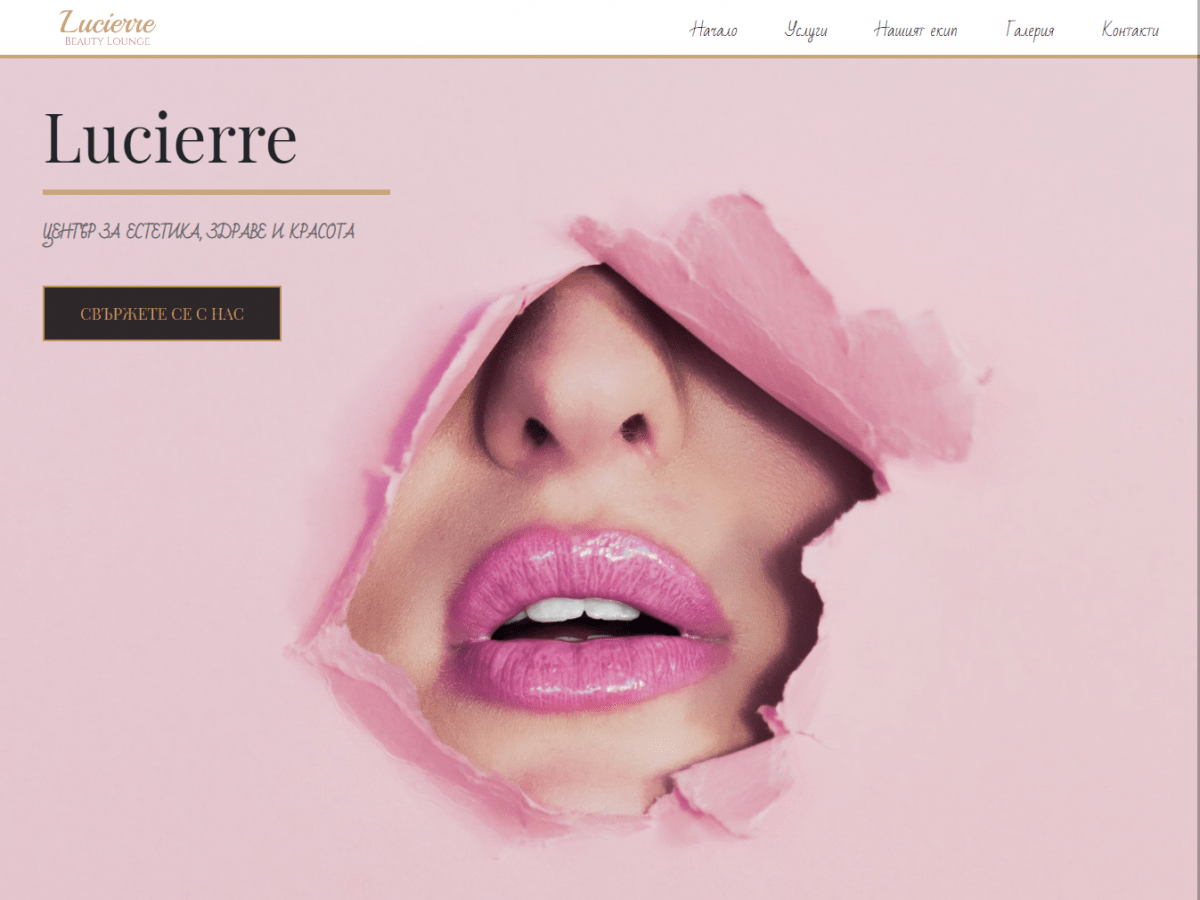 Lucierre
BEAUTY LOUNGE
Начало
Услуги
Нашият екип
Галерия
Контакти
Lucierre
ЦЕНТЪР ЗА ЕСТЕТИКА, ЗДРАВЕ И КРАСОТА
СВЪРЖЕТЕ СЕ С НАС